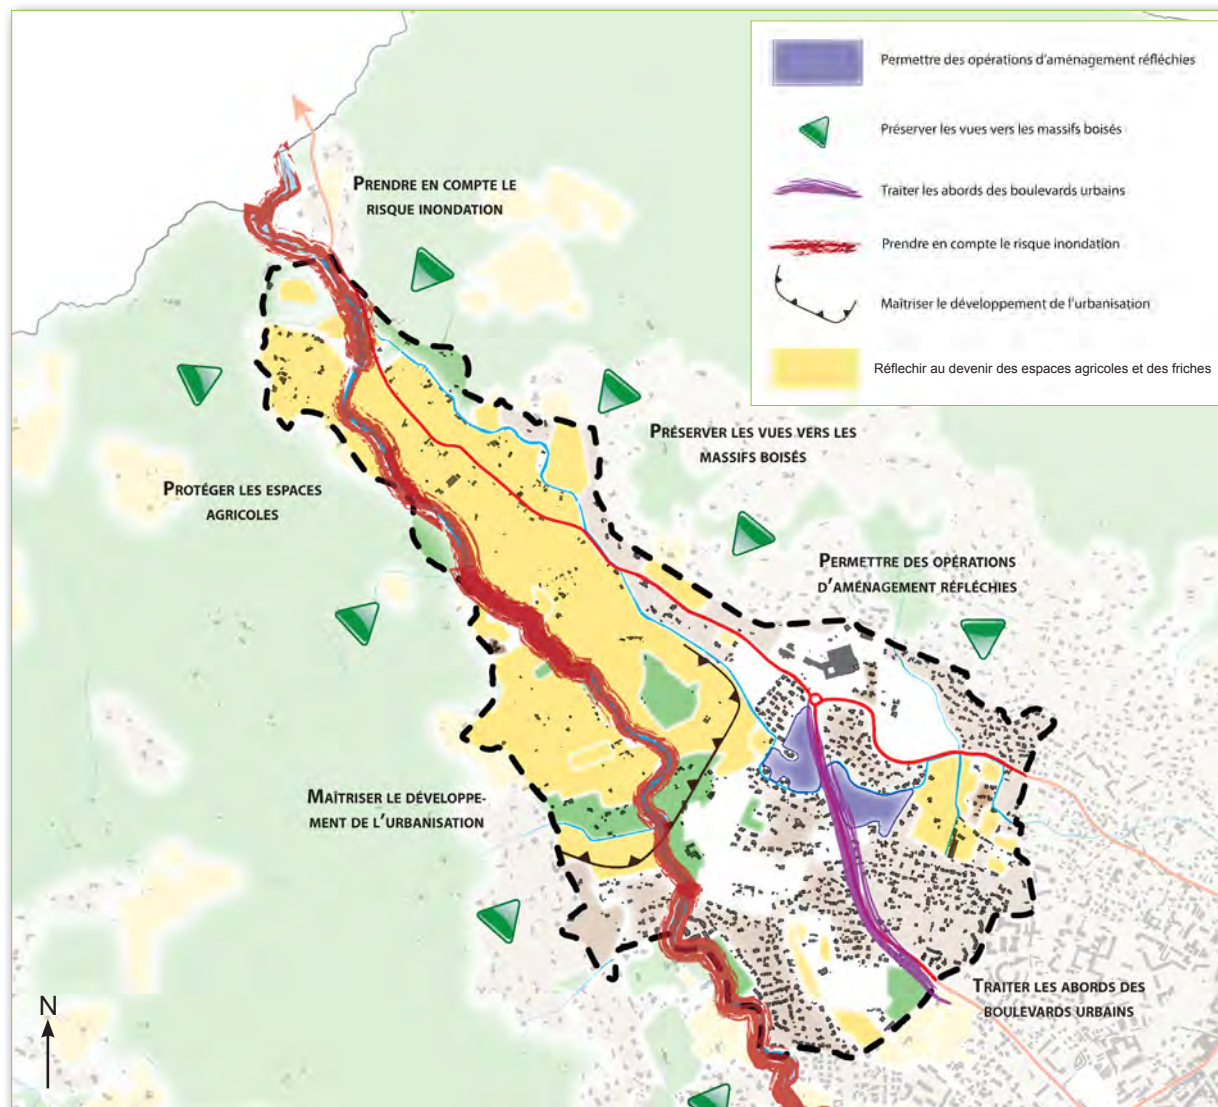 Permettre des opérations d'aménagement réfléchies
Préserver les vues vers les massifs boisés
Traiter les abords des boulevards urbains
Prendre en compte le risque inondation
Maîtriser le développement de l'urbanisation
Réflechir au devenir des espaces agricoles et des friches
PRENDRE EN COMPTE LE
RISQUE INONDATION
PRÉSERVER LES VUES VERS LES
MASSIFS BOISÉS
PROTÉGER LES ESPACES
AGRICOLES
PERMETTRE DES OPÉRATIONS
D'AMÉNAGEMENT RÉFLÉCHIES
MAÎTRISER LE DÉVELOPPE-
MENT DE L'URBANISATION
TRAITER LES ABORDS DES
BOULEVARDS URBAINS
N